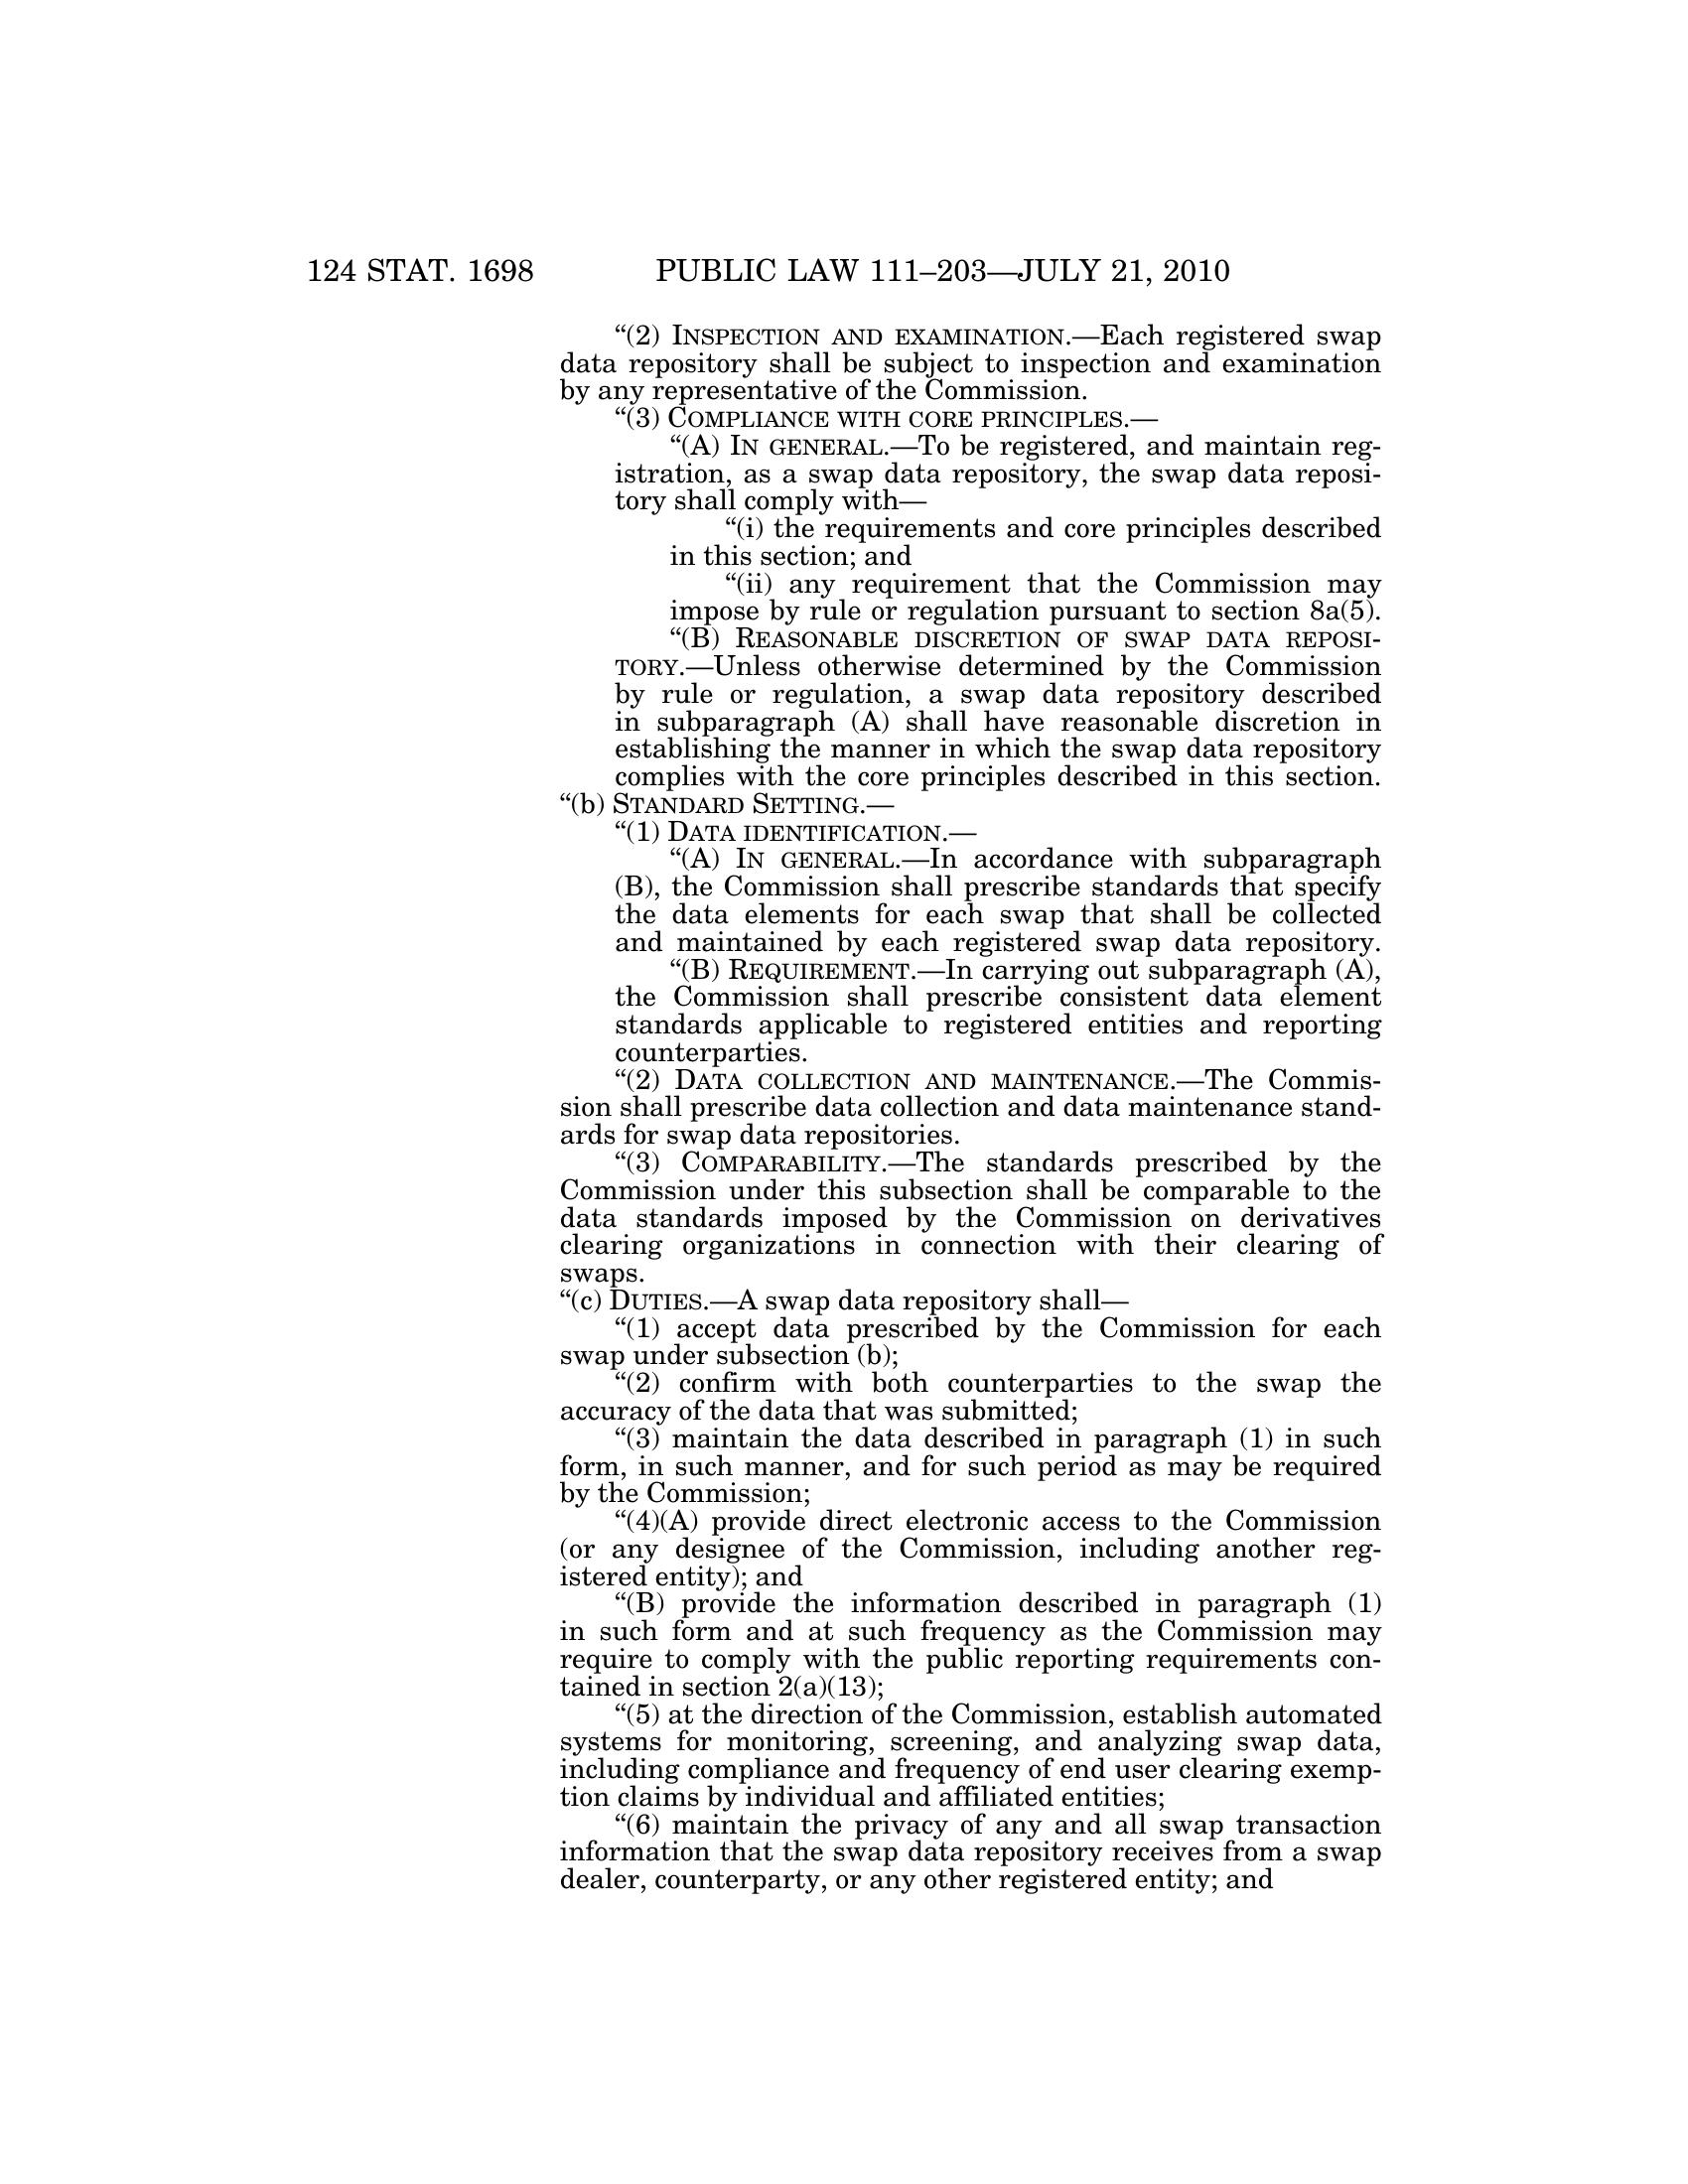 124 STAT. 1698 PUBLIC LAW 111–203—JULY 21, 2010
“(2) INSPECTION AND EXAMINATION.—Each registered swap
data repository shall be subject to inspection and examination
by any representative of the Commission.
“(3) COMPLIANCE WITH CORE PRINCIPLES.—
“(A) IN GENERAL.—To be registered, and maintain reg-
istration, as a swap data repository, the swap data reposi-
tory shall comply with—
“(i) the requirements and core principles described
in this section; and
“(ii) any requirement that the Commission may
impose by rule or regulation pursuant to section 8a(5).
“(B) REASONABLE DISCRETION OF SWAP DATA REPOSI-
TORY.—Unless otherwise determined by the Commission
by rule or regulation, a swap data repository described
in subparagraph (A) shall have reasonable discretion in
establishing the manner in which the swap data repository
complies with the core principles described in this section.
“(b) STANDARD SETTING.—
“(1) DATA IDENTIFICATION.—
“(A) IN GENERAL.—In accordance with subparagraph
(B), the Commission shall prescribe standards that specify
the data elements for each swap that shall be collected
and maintained by each registered swap data repository.
“(B) REQUIREMENT.—In carrying out subparagraph (A),
the Commission shall prescribe consistent data element
standards applicable to registered entities and reporting
counterparties.
“(2) DATA COLLECTION AND MAINTENANCE.—The Commis-
sion shall prescribe data collection and data maintenance stand-
ards for swap data repositories.
“(3) COMPARABILITY.—The standards prescribed by the
Commission under this subsection shall be comparable to the
data standards imposed by the Commission on derivatives
clearing organizations in connection with their clearing of
swaps.
“(c) DUTIES.—A swap data repository shall—
“(1) accept data prescribed by the Commission for each
swap under subsection (b);
“(2) confirm with both counterparties to the swap the
accuracy of the data that was submitted;
“(3) maintain the data described in paragraph (1) in such
form, in such manner, and for such period as may be required
by the Commission;
“(4)(A) provide direct electronic access to the Commission
(or any designee of the Commission, including another reg-
istered entity); and
“(B) provide the information described in paragraph (1)
in such form and at such frequency as the Commission may
require to comply with the public reporting requirements con-
tained in section 2(a)(13);
“(5) at the direction of the Commission, establish automated
systems for monitoring, screening, and analyzing swap data,
including compliance and frequency of end user clearing exemp-
tion claims by individual and affiliated entities;
“(6) maintain the privacy of any and all swap transaction
information that the swap data repository receives from a swap
dealer, counterparty, or any other registered entity; and